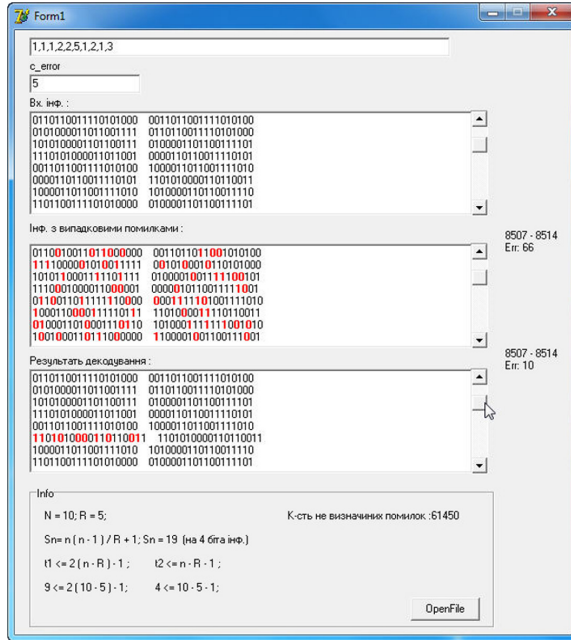 Form1
1,1,1,2,2,5,1,2,1,3
c_error
5
Вх. інф. :
0110110011110101000 0011011001111010100
0101000011011001111 0110110011110101000
1010100001101100111 0100001101100111101
1110101000011011001 0000110110011110101
0011011001111010100 1000011011001111010
0000110110011110101 1101010000110110011
1000011011001111010 1010000110110011110
1101100111101010000 0100001101100111101
Інф. з випадковими помилками :
0110010011011000000 0011011011001010100
1111000001010011111 0010100010110101000
1010110001111101111 0100001001111100101
1110001000011000001 0000010110011111001
0110011011111110000 0001111101001111010
1000110000111110111 1101000011110110011
0100011010001110110 1010001111111001010
1001000110111000000 1100001001100111001
8507 - 8514
Err: 66
Результать декодування :
0110110011110101000 0011011001111010100
0101000011011001111 0110110011110101000
1010100001101100111 0100001101100111101
1110101000011011001 0000110110011110101
0011011001111010100 1000011011001111010
1101010000110110011 1101010000110110011
1000011011001111010 1010000110110011110
1101100111101010000 0100001101100111101
8507 - 8514
Err: 10
Info
N = 10; R = 5;
К-сть не визначиних помилок :61450
Sn= n ( n - 1 ) / R + 1; Sn = 19 (на 4 біта інф.)
t1 <= 2 ( n - R ) - 1 ; t2 <= n - R - 1 ;
9 <= 2 ( 10 - 5 ) - 1; 4 <= 10 - 5 - 1;
OpenFile